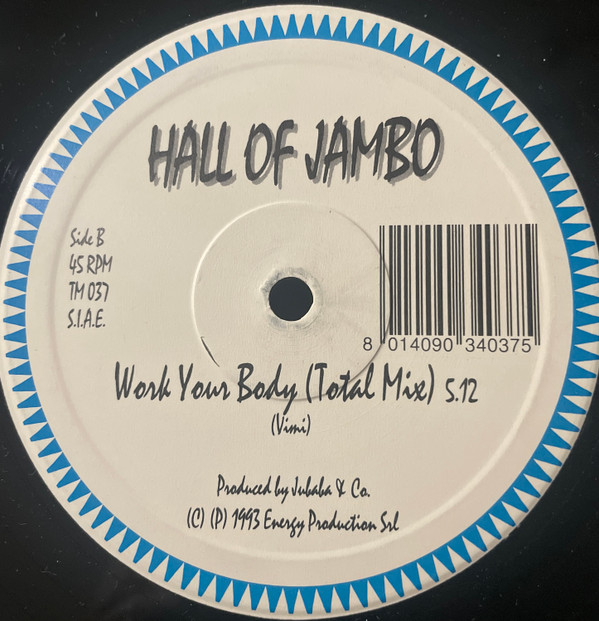 HALL OF JAMBO
Side B
45 RPM
TM 037
S.I.A.E.
8 014090 340375
Work Your Body (Total Mix) 5.12
(Vimi)
Produced by Jubaba & Co.
(C) (P) 1993 Energy Production Srl